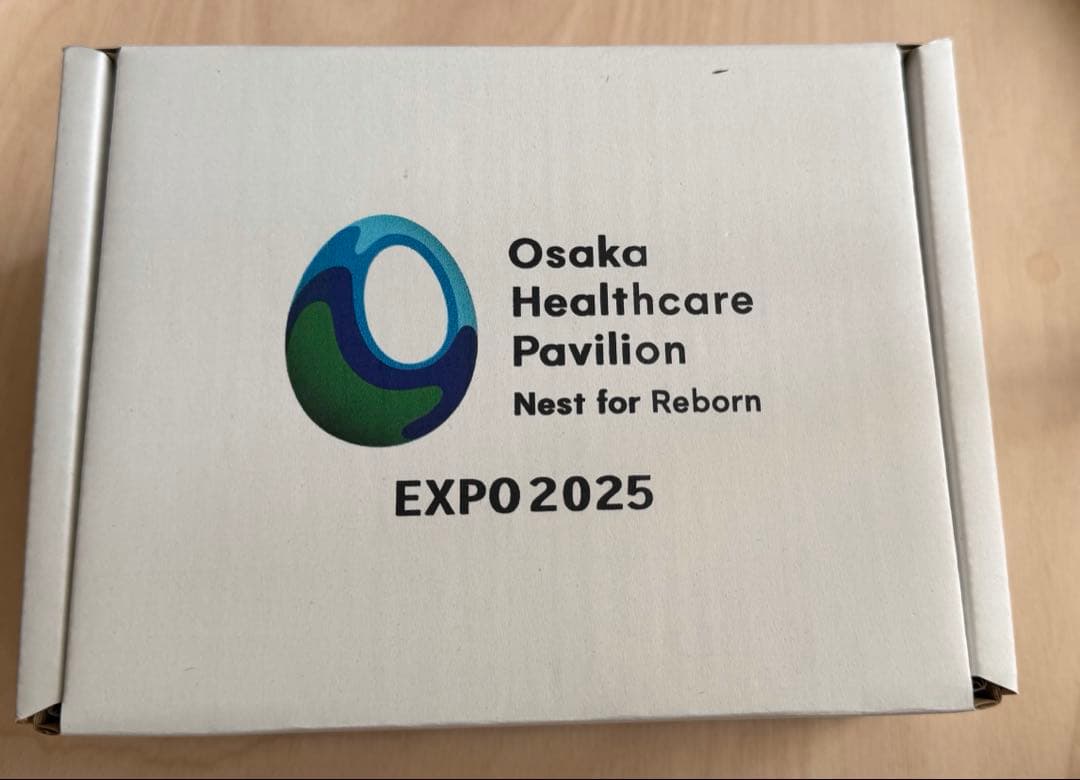 Osaka
Healthcare
Pavilion
Nest for Reborn
EXPO2025